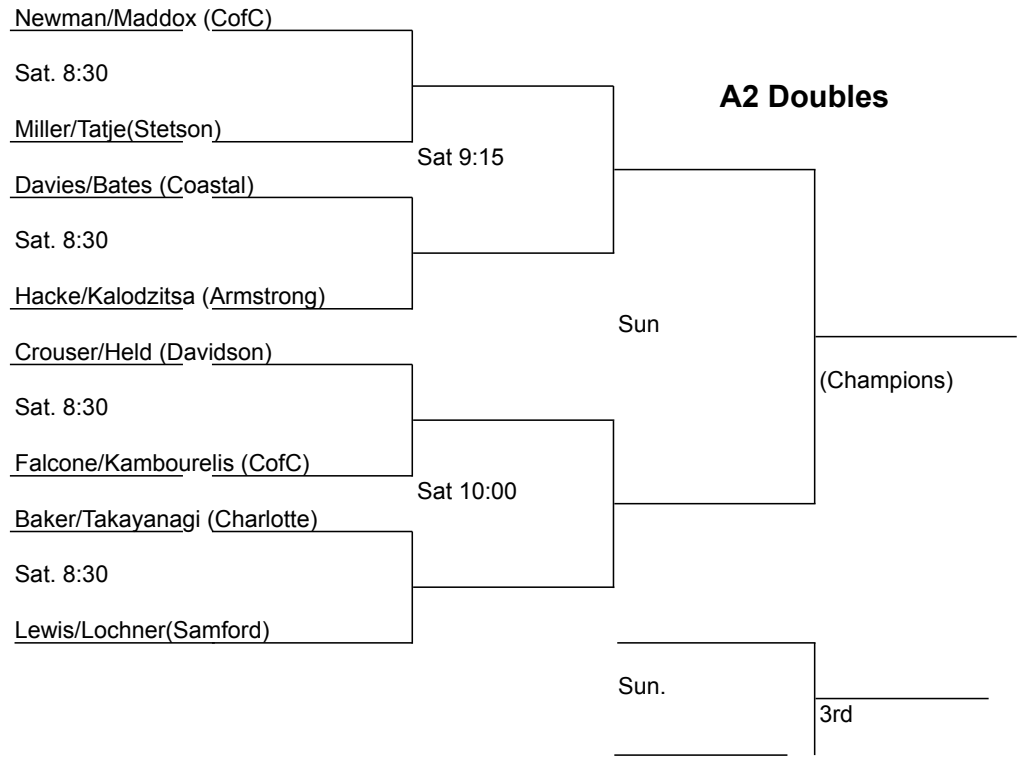 Newman/Maddox (CofC)
Sat. 8:30
A2 Doubles
Miller/Tatje(Stetson)
Sat 9:15
Davies/Bates (Coastal)
Sat. 8:30
Hacke/Kalodzitsa (Armstrong)
Sun
Crouser/Held (Davidson)
(Champions)
Sat. 8:30
Falcone/Kambourelis (CofC)
Sat 10:00
Baker/Takayanagi (Charlotte)
Sat. 8:30
Lewis/Lochner(Samford)
Sun.
3rd